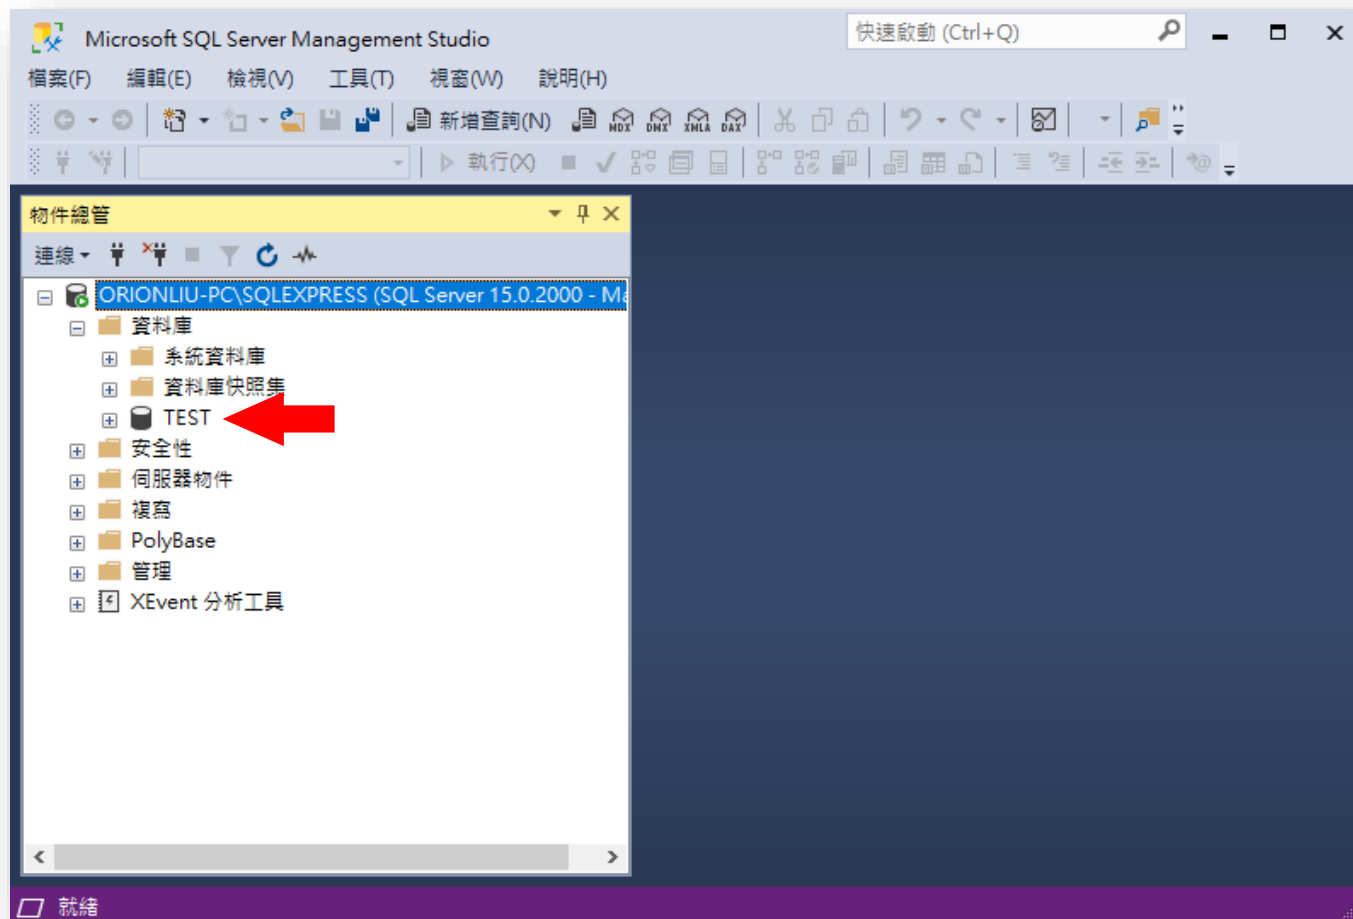 Microsoft SQL Server Management Studio
快速啟動 (Ctrl+Q)
檔案(F) 編輯(E) 檢視(V) 工具(T) 視窗(W) 說明(H)
新增查詢(N) MDX DMX XMLA DAX
執行(X)
物件總管
連線
ORIONLIU-PC\SQLEXPRESS (SQL Server 15.0.2000 - Ma
資料庫
系統資料庫
資料庫快照集
TEST
安全性
伺服器物件
複寫
PolyBase
管理
XEvent 分析工具
就緒